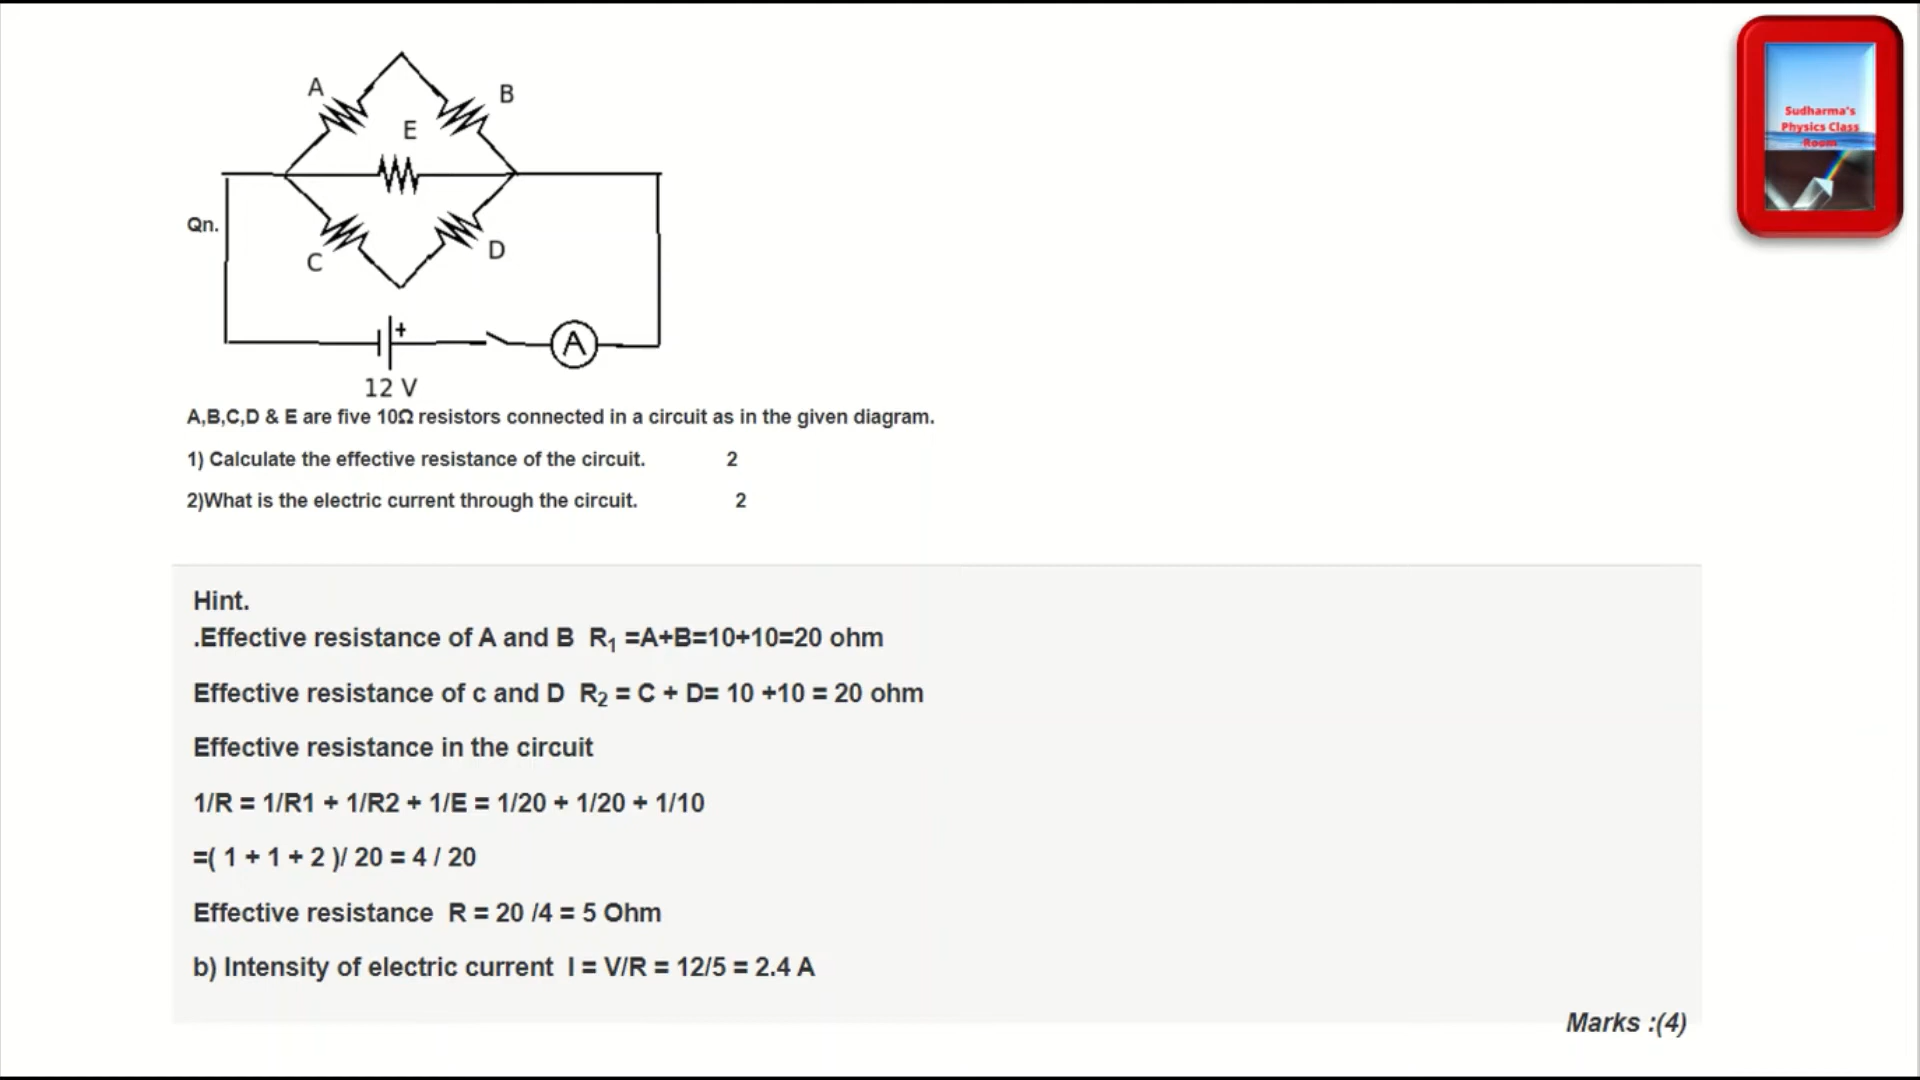 A
B
E
Qn.
C
D
+
A
12 V
A,B,C,D & E are five 10Ω resistors connected in a circuit as in the given diagram.
1) Calculate the effective resistance of the circuit. 2
2)What is the electric current through the circuit. 2
Hint.
.Effective resistance of A and B R₁ =A+B=10+10=20 ohm
Effective resistance of c and D R₂ = C + D= 10 +10 = 20 ohm
Effective resistance in the circuit
1/R = 1/R1 + 1/R2 + 1/E = 1/20 + 1/20 + 1/10
=( 1 + 1 + 2 )/ 20 = 4 / 20
Effective resistance R = 20 /4 = 5 Ohm
b) Intensity of electric current I = V/R = 12/5 = 2.4 A
Marks :(4)
Sudharma's
Physics Class
Room